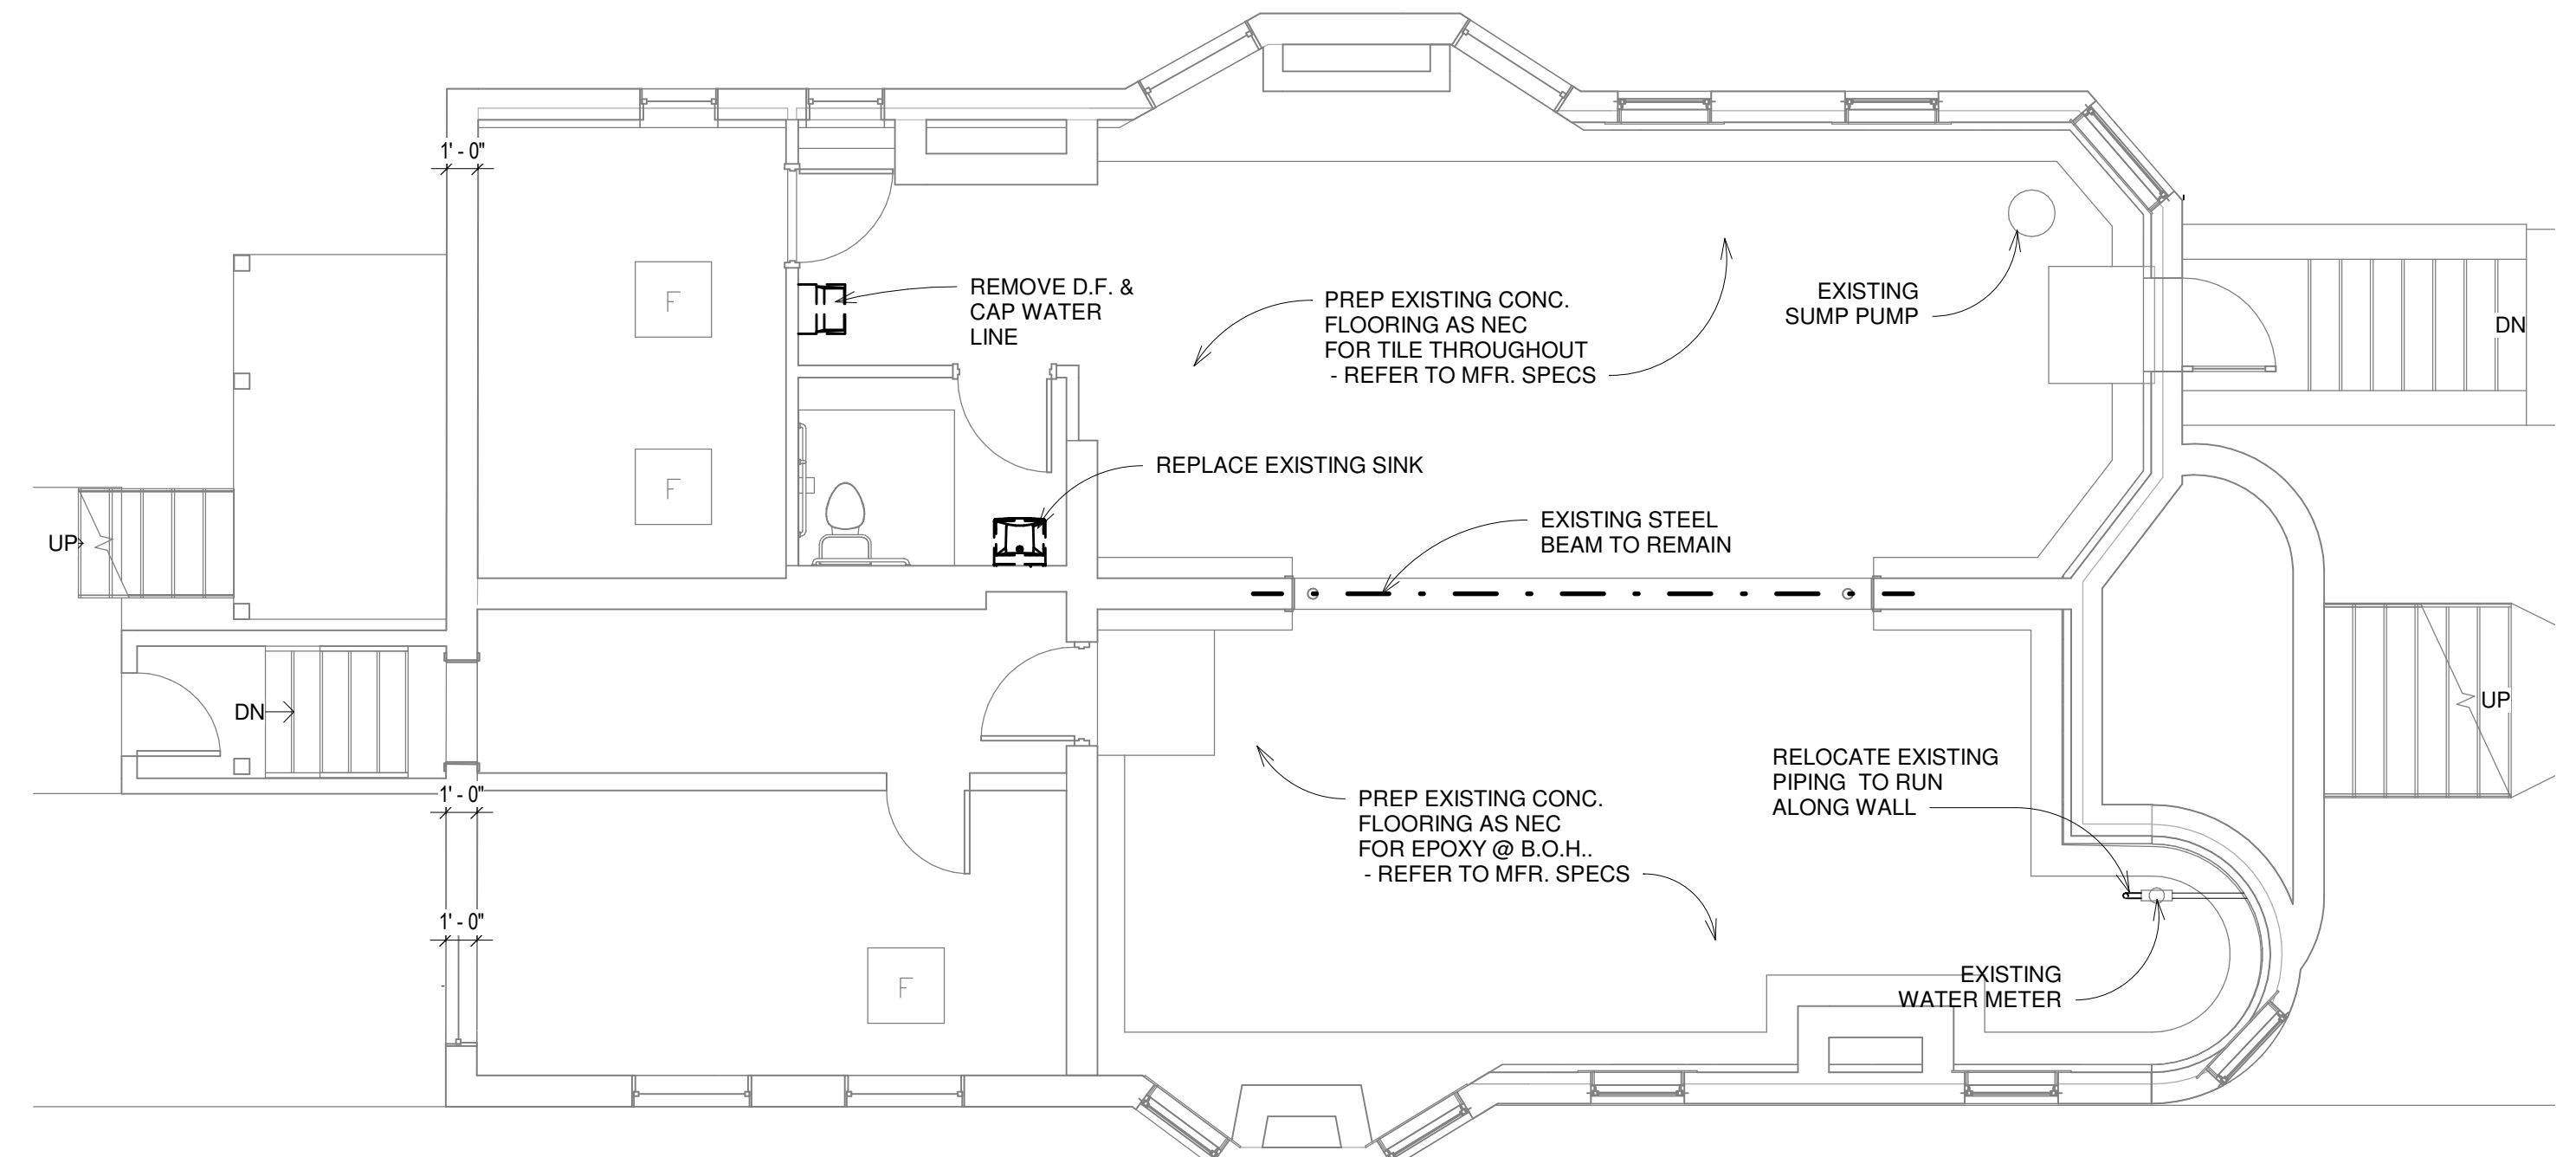 1' - 0"
REMOVE D.F. &
CAP WATER
LINE
F
PREP EXISTING CONC.
FLOORING AS NEC
FOR TILE THROUGHOUT
- REFER TO MFR. SPECS
EXISTING
SUMP PUMP
DN
REPLACE EXISTING SINK
F
EXISTING STEEL
BEAM TO REMAIN
UP
DN
UP
RELOCATE EXISTING
PIPING TO RUN
ALONG WALL
1' - 0"
PREP EXISTING CONC.
FLOORING AS NEC
FOR EPOXY @ B.O.H..
- REFER TO MFR. SPECS
1' - 0"
F
EXISTING
WATER METER